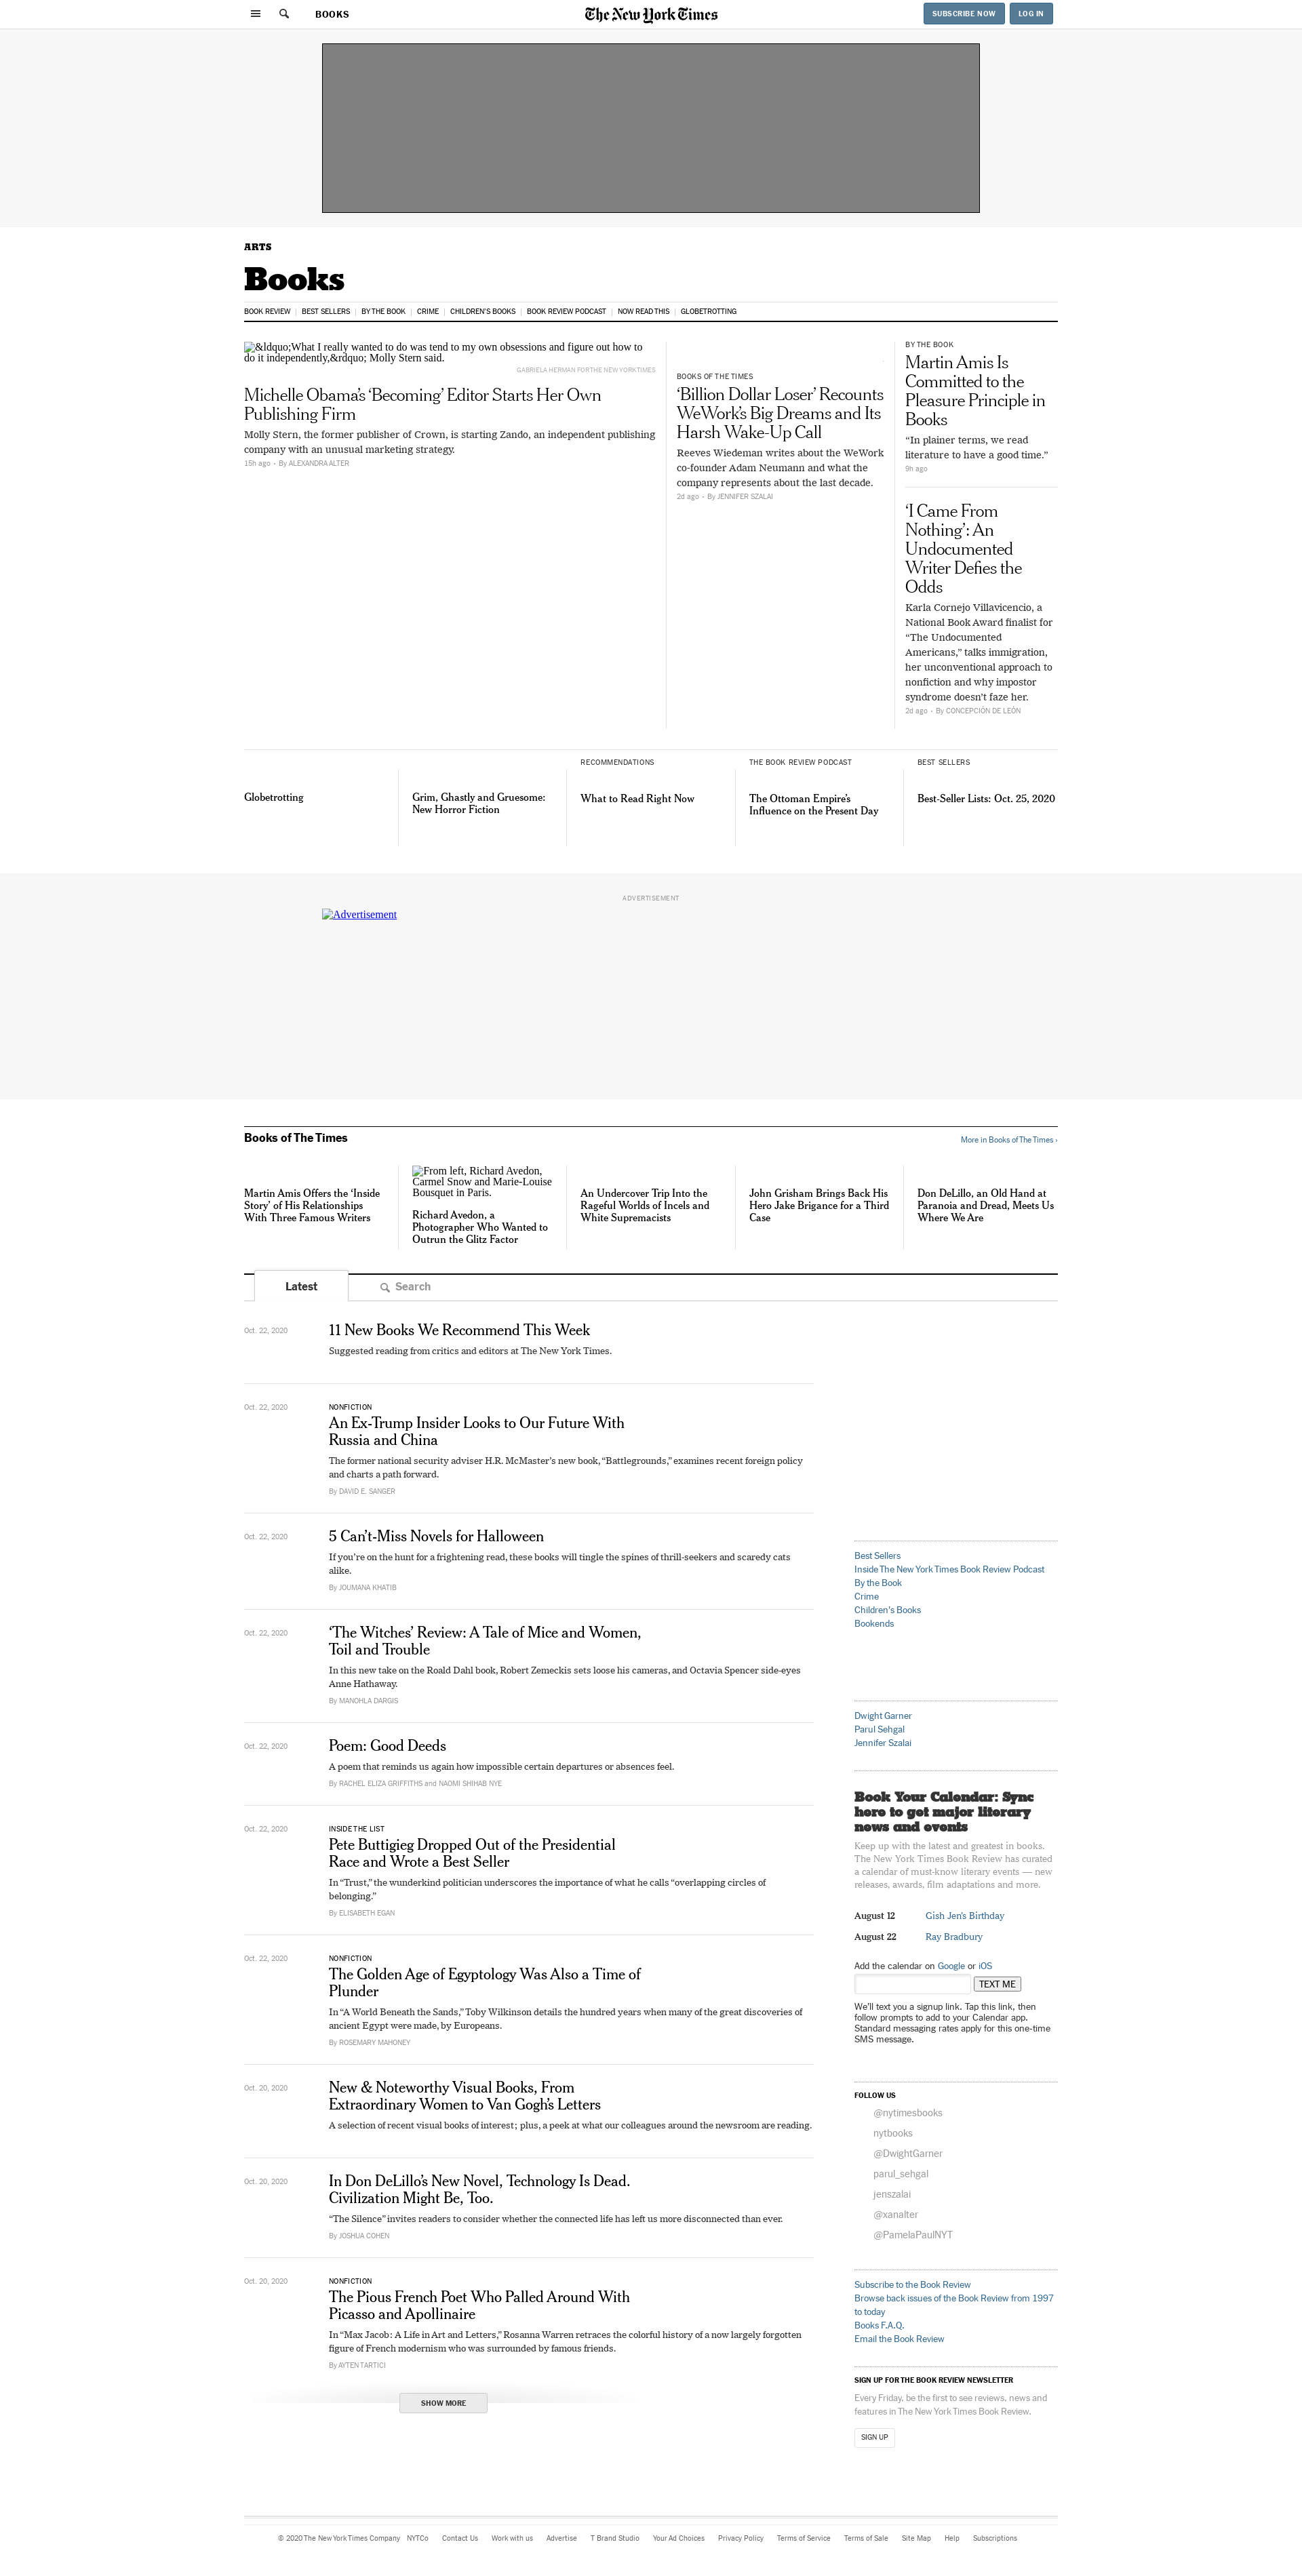 BOOKS
The New York Times
SUBSCRIBE NOW
LOG IN
ARTS
Books
BOOK REVIEW
BEST SELLERS
BY THE BOOK
CRIME
CHILDREN'S BOOKS
BOOK REVIEW PODCAST
NOW READ THIS
GLOBETROTTING
&ldquo;What I really wanted to do was tend to my own obsessions and figure out how to
do it independently,&rdquo; Molly Stern said.
GABRIELA HERMAN FOR THE NEW YORK TIMES
Michelle Obama’s ‘Becoming’ Editor Starts Her Own
Publishing Firm
Molly Stern, the former publisher of Crown, is starting Zando, an independent publishing
company with an unusual marketing strategy.
15h ago • By ALEXANDRA ALTER
BOOKS OF THE TIMES
‘Billion Dollar Loser’ Recounts
WeWork’s Big Dreams and Its
Harsh Wake-Up Call
Reeves Wiedeman writes about the WeWork
co-founder Adam Neumann and what the
company represents about the last decade.
2d ago • By JENNIFER SZALAI
BY THE BOOK
Martin Amis Is
Committed to the
Pleasure Principle in
Books
“In plainer terms, we read
literature to have a good time.”
9h ago
‘I Came From
Nothing’: An
Undocumented
Writer Defies the
Odds
Karla Cornejo Villavicencio, a
National Book Award finalist for
“The Undocumented
Americans,” talks immigration,
her unconventional approach to
nonfiction and why impostor
syndrome doesn’t faze her.
2d ago • By CONCEPCIÓN DE LEÓN
Globetrotting
Grim, Ghastly and Gruesome:
New Horror Fiction
RECOMMENDATIONS
What to Read Right Now
THE BOOK REVIEW PODCAST
The Ottoman Empire’s
Influence on the Present Day
BEST SELLERS
Best-Seller Lists: Oct. 25, 2020
ADVERTISEMENT
Advertisement
Books of The Times
More in Books of The Times ›
Martin Amis Offers the ‘Inside
Story’ of His Relationships
With Three Famous Writers
From left, Richard Avedon,
Carmel Snow and Marie-Louise
Bousquet in Paris.
Richard Avedon, a
Photographer Who Wanted to
Outrun the Glitz Factor
An Undercover Trip Into the
Rageful Worlds of Incels and
White Supremacists
John Grisham Brings Back His
Hero Jake Brigance for a Third
Case
Don DeLillo, an Old Hand at
Paranoia and Dread, Meets Us
Where We Are
Latest
Search
Oct. 22, 2020
11 New Books We Recommend This Week
Suggested reading from critics and editors at The New York Times.
Oct. 22, 2020
NONFICTION
An Ex-Trump Insider Looks to Our Future With
Russia and China
The former national security adviser H.R. McMaster’s new book, “Battlegrounds,” examines recent foreign policy
and charts a path forward.
By DAVID E. SANGER
Oct. 22, 2020
5 Can’t-Miss Novels for Halloween
If you’re on the hunt for a frightening read, these books will tingle the spines of thrill-seekers and scaredy cats
alike.
By JOUMANA KHATIB
Oct. 22, 2020
‘The Witches’ Review: A Tale of Mice and Women,
Toil and Trouble
In this new take on the Roald Dahl book, Robert Zemeckis sets loose his cameras, and Octavia Spencer side-eyes
Anne Hathaway.
By MANOHLA DARGIS
Oct. 22, 2020
Poem: Good Deeds
A poem that reminds us again how impossible certain departures or absences feel.
By RACHEL ELIZA GRIFFITHS and NAOMI SHIHAB NYE
Oct. 22, 2020
INSIDE THE LIST
Pete Buttigieg Dropped Out of the Presidential
Race and Wrote a Best Seller
In “Trust,” the wunderkind politician underscores the importance of what he calls “overlapping circles of
belonging.”
By ELISABETH EGAN
Oct. 22, 2020
NONFICTION
The Golden Age of Egyptology Was Also a Time of
Plunder
In “A World Beneath the Sands,” Toby Wilkinson details the hundred years when many of the great discoveries of
ancient Egypt were made, by Europeans.
By ROSEMARY MAHONEY
Oct. 20, 2020
New & Noteworthy Visual Books, From
Extraordinary Women to Van Gogh’s Letters
A selection of recent visual books of interest; plus, a peek at what our colleagues around the newsroom are reading.
Oct. 20, 2020
In Don DeLillo’s New Novel, Technology Is Dead.
Civilization Might Be, Too.
“The Silence” invites readers to consider whether the connected life has left us more disconnected than ever.
By JOSHUA COHEN
Oct. 20, 2020
NONFICTION
The Pious French Poet Who Palled Around With
Picasso and Apollinaire
In “Max Jacob: A Life in Art and Letters,” Rosanna Warren retraces the colorful history of a now largely forgotten
figure of French modernism who was surrounded by famous friends.
By AYTEN TARTICI
SHOW MORE
Best Sellers
Inside The New York Times Book Review Podcast
By the Book
Crime
Children's Books
Bookends
Dwight Garner
Parul Sehgal
Jennifer Szalai
Book Your Calendar: Sync
here to get major literary
news and events
Keep up with the latest and greatest in books.
The New York Times Book Review has curated
a calendar of must-know literary events — new
releases, awards, film adaptations and more.
August 12 Gish Jen’s Birthday
August 22 Ray Bradbury
Add the calendar on Google or iOS
TEXT ME
We’ll text you a signup link. Tap this link, then
follow prompts to add to your Calendar app.
Standard messaging rates apply for this one-time
SMS message.
FOLLOW US
@nytimesbooks
nytbooks
@DwightGarner
parul_sehgal
jenszalai
@xanalter
@PamelaPaulNYT
Subscribe to the Book Review
Browse back issues of the Book Review from 1997
to today
Books F.A.Q.
Email the Book Review
SIGN UP FOR THE BOOK REVIEW NEWSLETTER
Every Friday, be the first to see reviews, news and
features in The New York Times Book Review.
SIGN UP
© 2020 The New York Times Company NYTCo Contact Us Work with us Advertise T Brand Studio Your Ad Choices Privacy Policy Terms of Service Terms of Sale Site Map Help Subscriptions